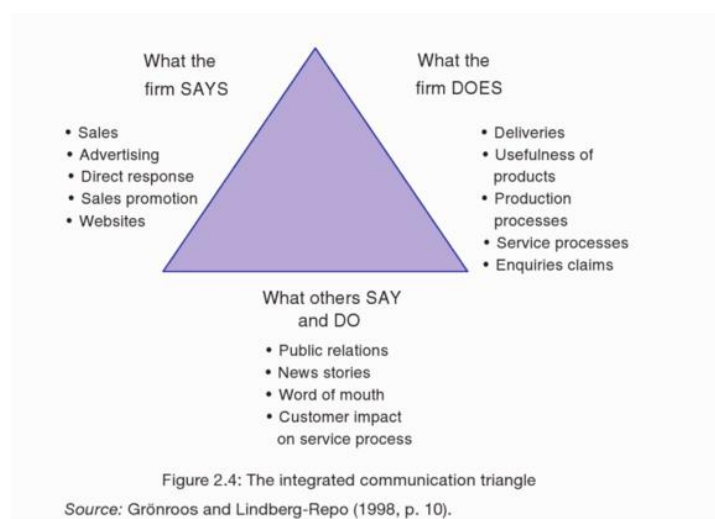 What the
firm SAYS
• Sales
• Advertising
• Direct response
• Sales promotion
• Websites
What the
firm DOES
• Deliveries
• Usefulness of
products
• Production
processes
• Service processes
• Enquiries claims
What others SAY
and DO
• Public relations
• News stories
• Word of mouth
• Customer impact
on service process
Figure 2.4: The integrated communication triangle
Source: Grönroos and Lindberg-Repo (1998, p. 10).